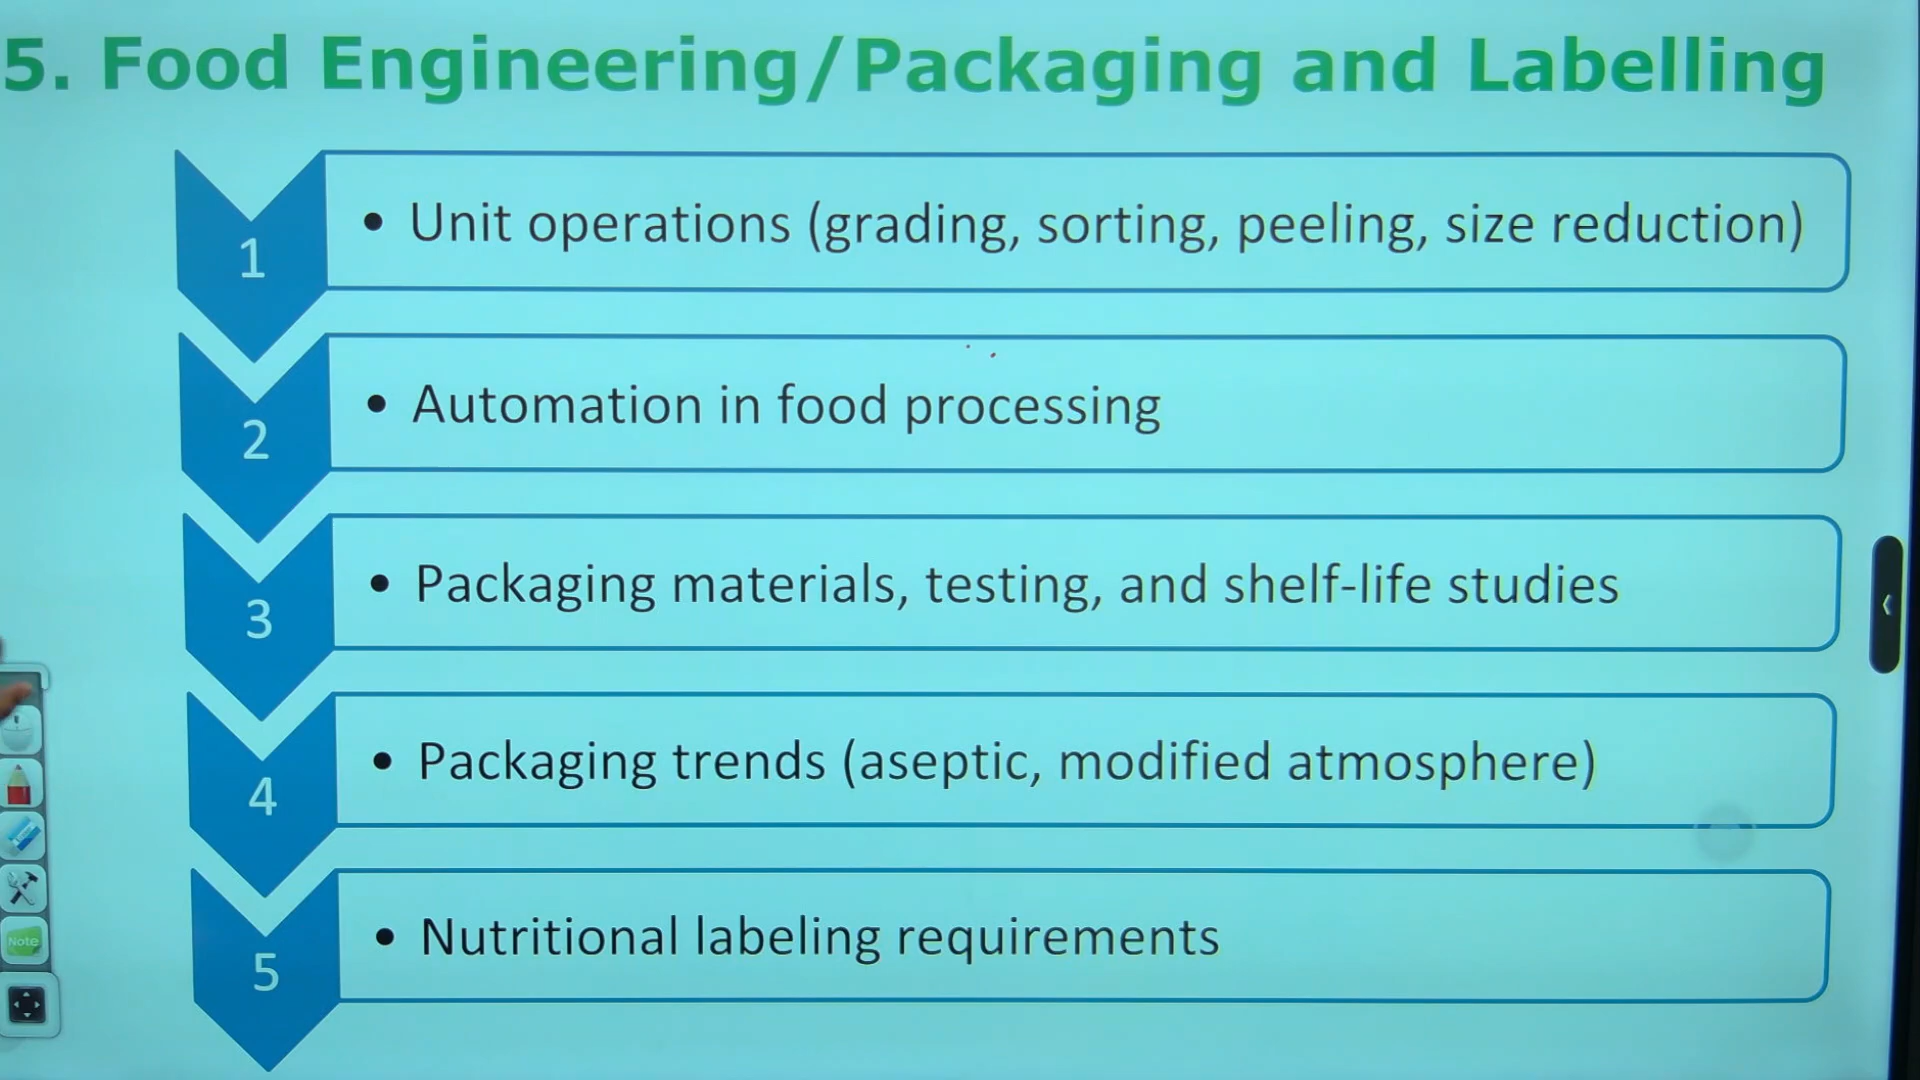 5. Food Engineering/Packaging and Labelling
1
• Unit operations (grading, sorting, peeling, size reduction)
2
• Automation in food processing
3
• Packaging materials, testing, and shelf-life studies
4
• Packaging trends (aseptic, modified atmosphere)
5
• Nutritional labeling requirements
Note